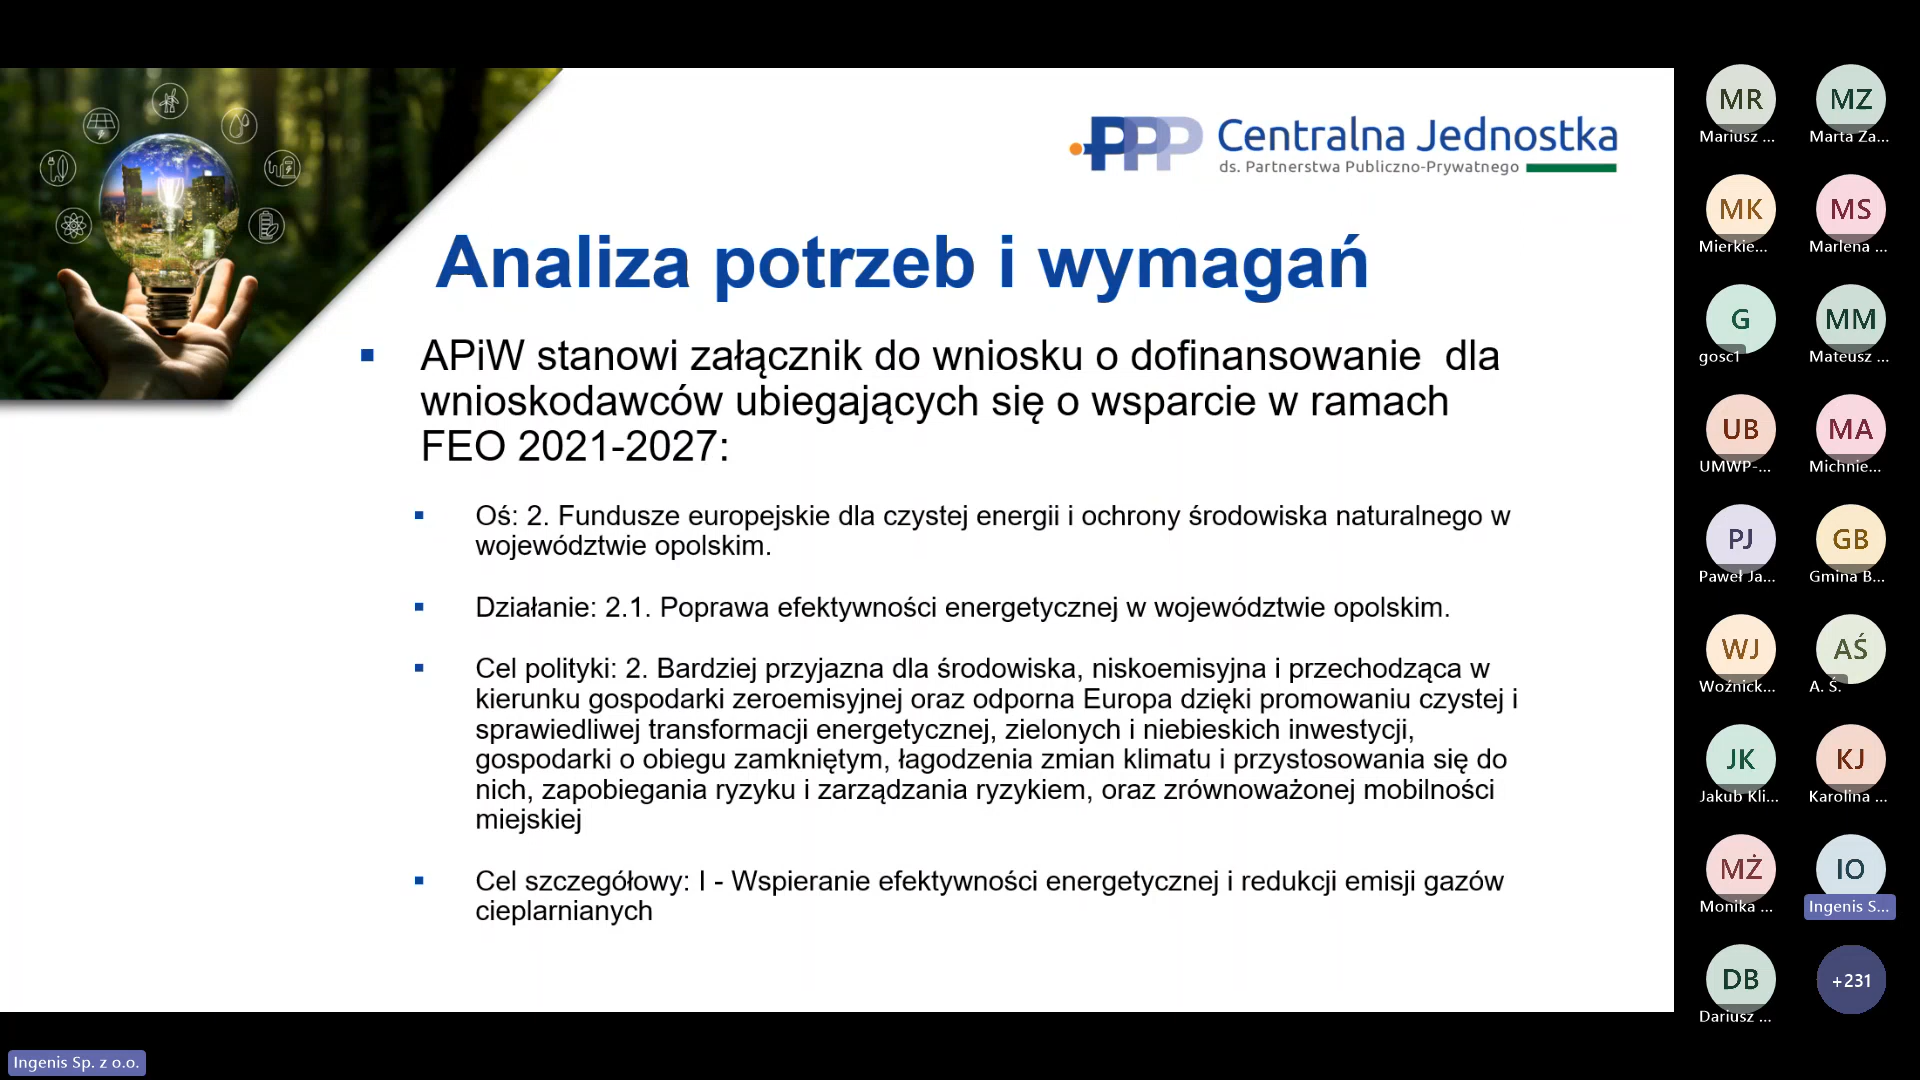 PPP Centralna Jednostka
ds. Partnerstwa Publiczno-Prywatnego
Analiza potrzeb i wymagań
APiW stanowi załącznik do wniosku o dofinansowanie dla
wnioskodawców ubiegających się o wsparcie w ramach
FEO 2021-2027:
Oś: 2. Fundusze europejskie dla czystej energii i ochrony środowiska naturalnego w
województwie opolskim.
Działanie: 2.1. Poprawa efektywności energetycznej w województwie opolskim.
Cel polityki: 2. Bardziej przyjazna dla środowiska, niskoemisyjna i przechodząca w
kierunku gospodarki zeroemisyjnej oraz odporna Europa dzięki promowaniu czystej i
sprawiedliwej transformacji energetycznej, zielonych i niebieskich inwestycji,
gospodarki o obiegu zamkniętym, łagodzenia zmian klimatu i przystosowania się do
nich, zapobiegania ryzyku i zarządzania ryzykiem, oraz zrównoważonej mobilności
miejskiej
Cel szczegółowy: I - Wspieranie efektywności energetycznej i redukcji emisji gazów
cieplarnianych
MR MZ
Mariusz ... Marta Za...
MK MS
Mierkie... Marlena ...
G MM
gosc1 Mateusz ...
UB MA
UMWP-... Michnie...
PJ GB
Paweł Ja... Gmina B...
WJ AŚ
Woźnick... A. Ś.
JK KJ
Jakub Kli... Karolina ...
MŻ IO
Monika ... Ingenis S...
DB +231
Dariusz ...
Ingenis Sp. z o.o.